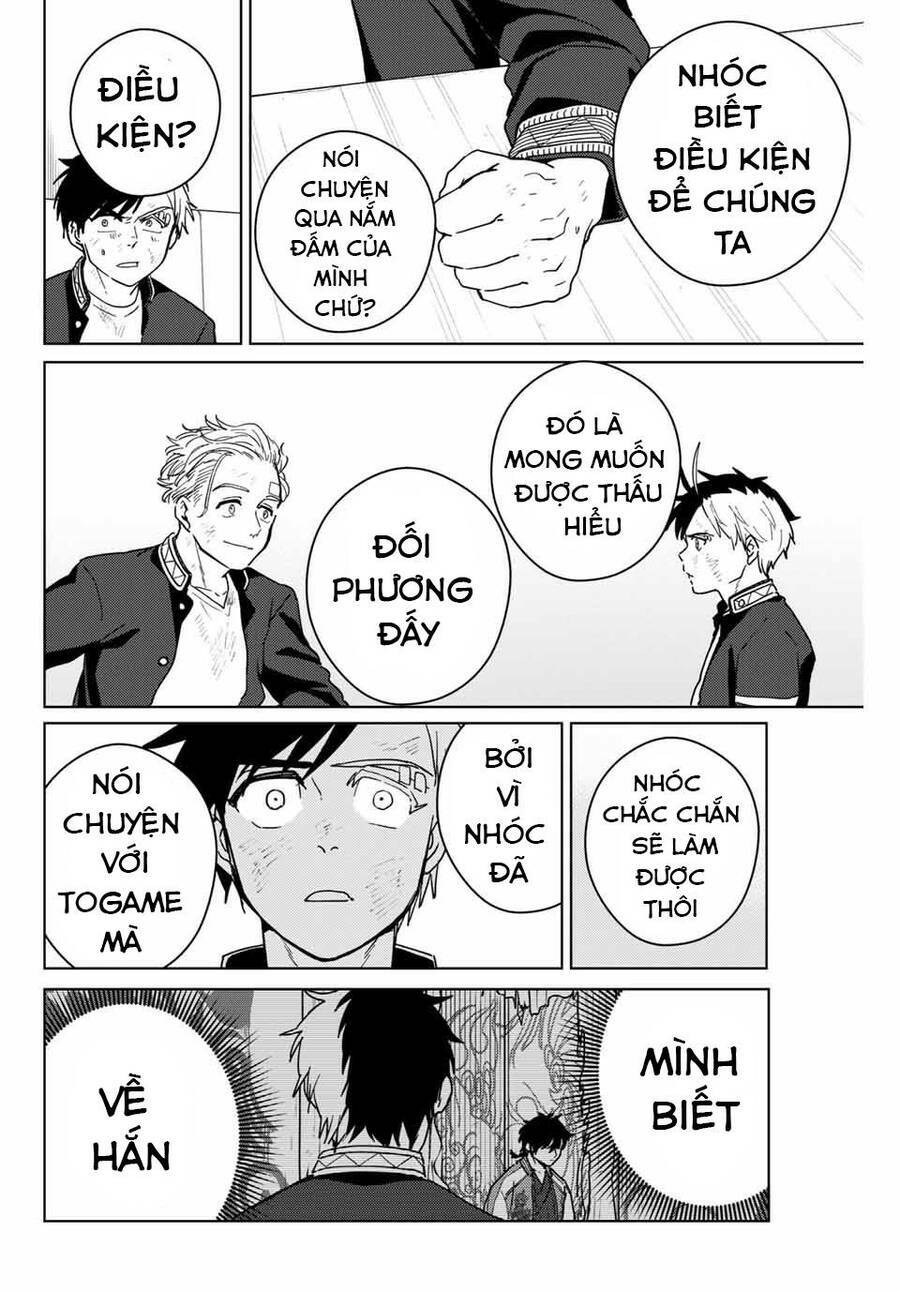 NHÓC
BIẾT
ĐIỀU KIỆN
ĐỂ CHÚNG
TA
NÓI
CHUYỆN
QUA NẮM
ĐẤM CỦA
MÌNH
CHỨ?
ĐIỀU
KIỆN?
ĐÓ LÀ
MONG MUỐN
ĐƯỢC THẤU
HIỂU
ĐỐI
PHƯƠNG
ĐẤY
NHÓC
CHẮC CHẮN
SẼ LÀM
ĐƯỢC
THÔI
BỞI
VÌ
NHÓC
ĐÃ
NÓI
CHUYỆN
VỚI
TOGAME
MÀ
MÌNH
BIẾT
VỀ
HẮN